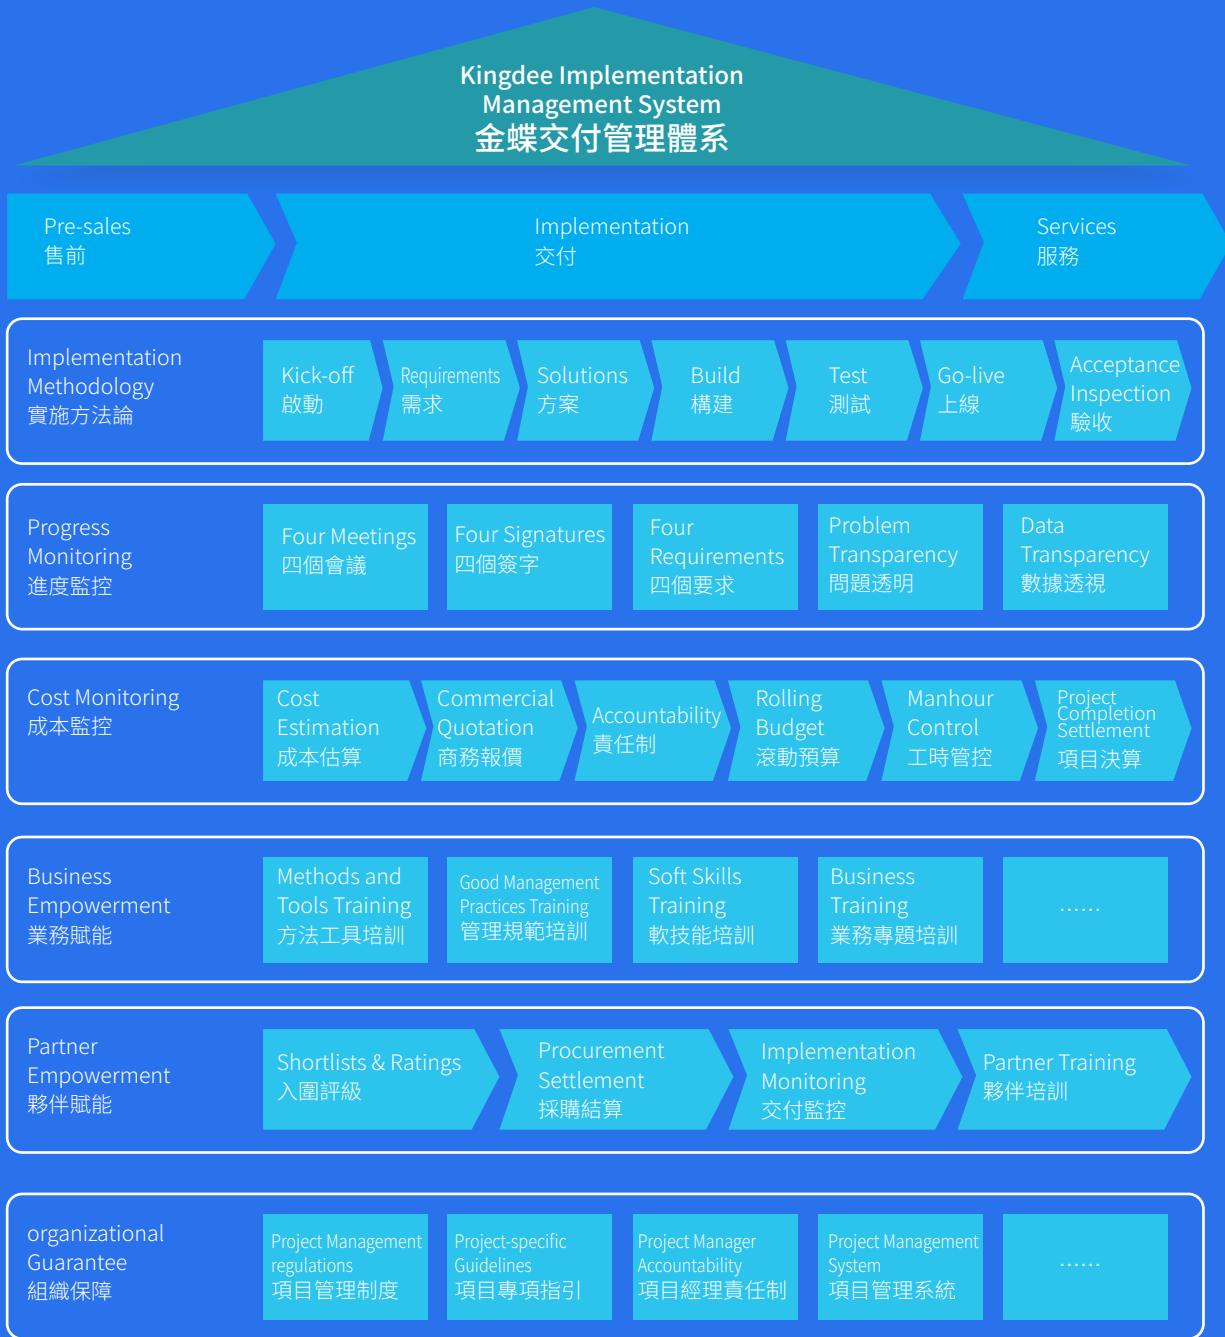 Kingdee Implementation
Management System
金蝶交付管理體系
Pre-sales
售前
Implementation
交付
Services
服務
Implementation
Methodology
實施方法論
Kick-off
啟動
Requirements
需求
Solutions
方案
Build
構建
Test
測試
Go-live
上線
Acceptance
Inspection
驗收
Progress
Monitoring
進度監控
Four Meetings
四個會議
Four Signatures
四個簽字
Four
Requirements
四個要求
Problem
Transparency
問題透明
Data
Transparency
數據透視
Cost Monitoring
成本監控
Cost
Estimation
成本估算
Commercial
Quotation
商務報價
Accountability
責任制
Rolling
Budget
滾動預算
Manhour
Control
工時管控
Project
Completion
Settlement
項目決算
Business
Empowerment
業務賦能
Methods and
Tools Training
方法工具培訓
Good Management
Practices Training
管理規範培訓
Soft Skills
Training
軟技能培訓
Business
Training
業務專題培訓
……
Partner
Empowerment
夥伴賦能
Shortlists & Ratings
入圍評級
Procurement
Settlement
採購結算
Implementation
Monitoring
交付監控
Partner Training
夥伴培訓
organizational
Guarantee
組織保障
Project Management
regulations
項目管理制度
Project-specific
Guidelines
項目專項指引
Project Manager
Accountability
項目經理責任制
Project Management
System
項目管理系統
……